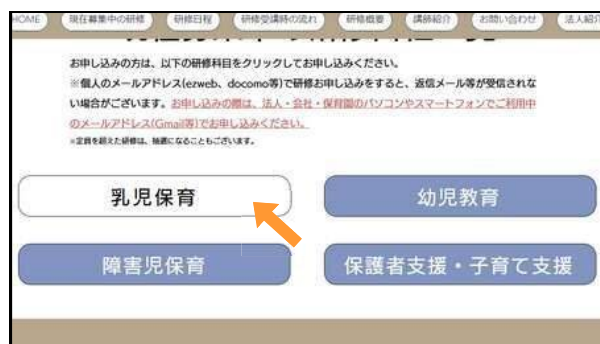 HOME 現在募集中の研修 研修日程 研修受講時の流れ 研修概要 講師紹介 お問い合わせ 法人紹介
お申し込みの方は、以下の研修科目をクリックしてお申し込みください。
※個人のメールアドレス(ezweb、docomo等)で研修お申し込みをすると、返信メール等が受信されな
い場合がございます。お申し込みの際は、法人・会社・保育園のパソコンやスマートフォンでご利用中
のメールアドレス(Gmail等)でお申し込みください。
※定員を超えた研修は、抽選になることもございます。
乳児保育 幼児教育
障害児保育 保護者支援・子育て支援